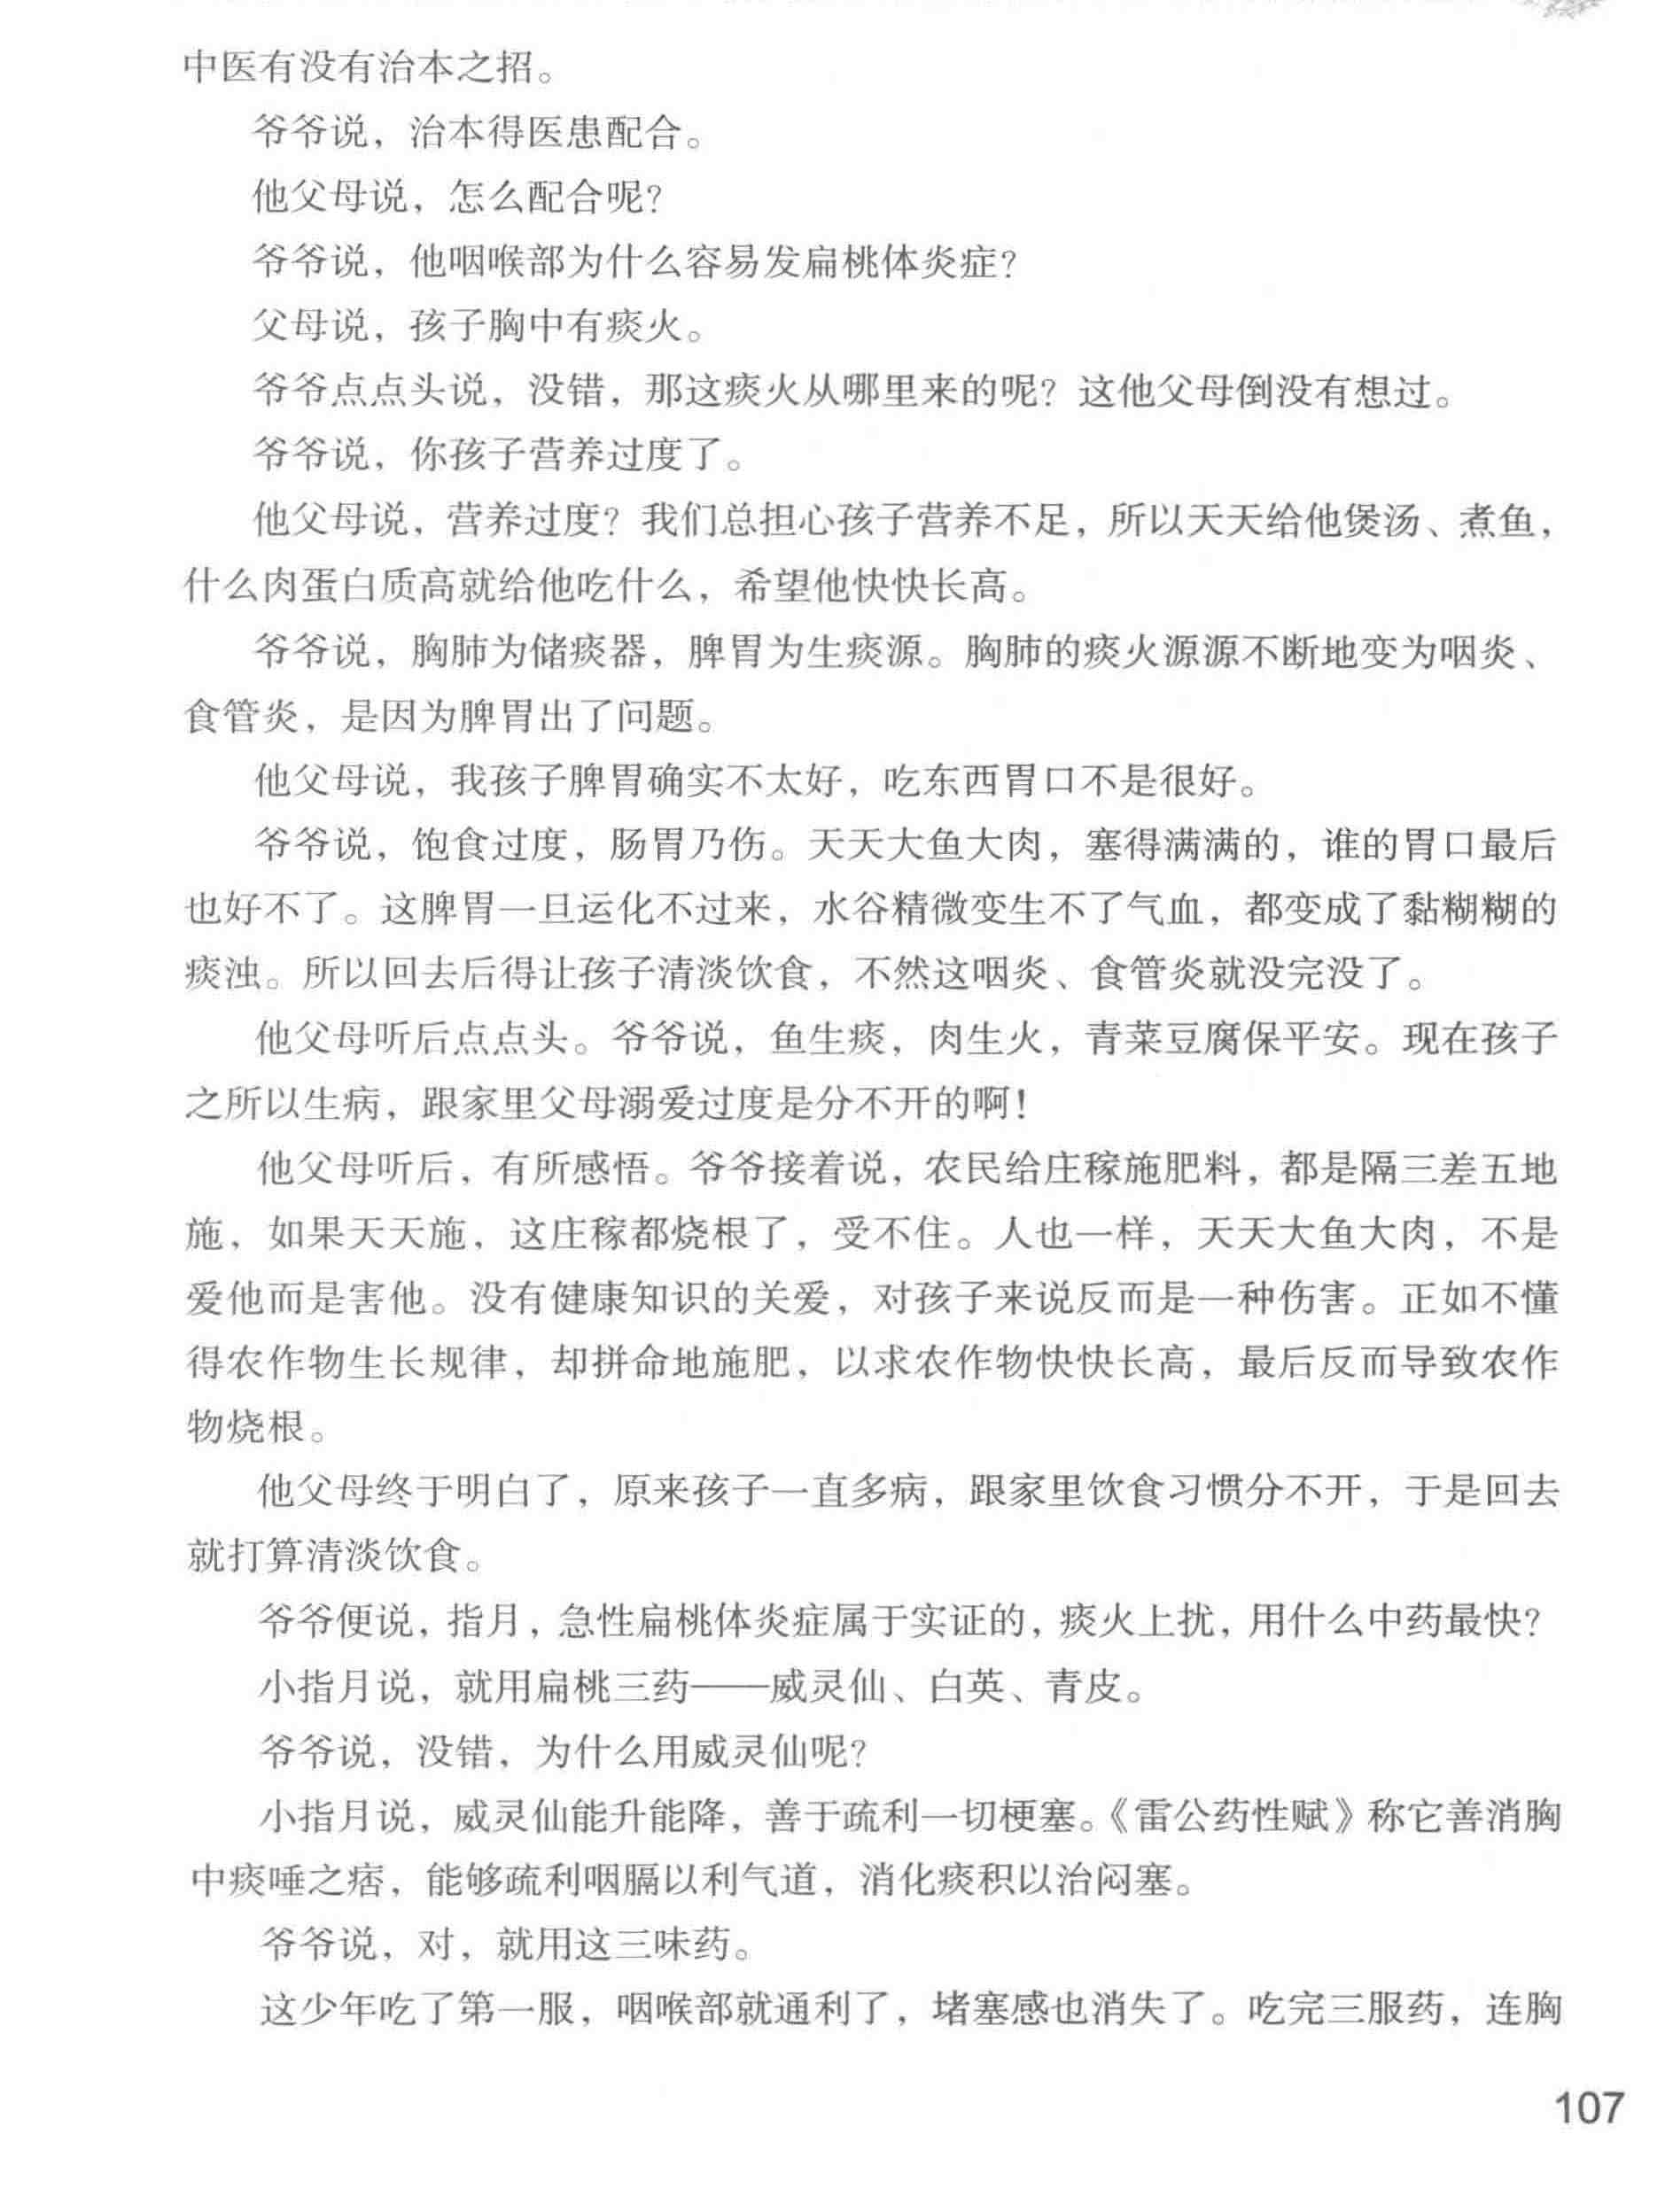 中医有没有治本之招。
爷爷说，治本得医患配合。
他父母说，怎么配合呢？
爷爷说，他咽喉部为什么容易发扁桃体炎症？
父母说，孩子胸中有痰火。
爷爷点点头说，没错，那这痰火从哪里来的呢？这他父母倒没有想过。
爷爷说，你孩子营养过度了。
他父母说，营养过度？我们总担心孩子营养不足，所以天天给他煲汤、煮鱼，
什么肉蛋白质高就给他吃什么，希望他快快长高。
爷爷说，胸肺为储痰器，脾胃为生痰源。胸肺的痰火源源不断地变为咽炎、
食管炎，是因为脾胃出了问题。
他父母说，我孩子脾胃确实不太好，吃东西胃口不是很好。
爷爷说，饱食过度，肠胃乃伤。天天大鱼大肉，塞得满满的，谁的胃口最后
也好不了。这脾胃一旦运化不过来，水谷精微变生不了气血，都变成了黏糊糊的
痰浊。所以回去后得让孩子清淡饮食，不然这咽炎、食管炎就没完没了。
他父母听后点点头。爷爷说，鱼生痰，肉生火，青菜豆腐保平安。现在孩子
之所以生病，跟家里父母溺爱过度是分不开的啊！
他父母听后，有所感悟。爷爷接着说，农民给庄稼施肥料，都是隔三差五地
施，如果天天施，这庄稼都烧根了，受不住。人也一样，天天大鱼大肉，不是
爱他而是害他。没有健康知识的关爱，对孩子来说反而是一种伤害。正如不懂
得农作物生长规律，却拼命地施肥，以求农作物快快长高，最后反而导致农作
物烧根。
他父母终于明白了，原来孩子一直多病，跟家里饮食习惯分不开，于是回去
就打算清淡饮食。
爷爷便说，指月，急性扁桃体炎症属于实证的，痰火上扰，用什么中药最快？
小指月说，就用扁桃三药——威灵仙、白英、青皮。
爷爷说，没错，为什么用威灵仙呢？
小指月说，威灵仙能升能降，善于疏利一切梗塞。《雷公药性赋》称它善消胸
中痰唾之痞，能够疏利咽膈以利气道，消化痰积以治闷塞。
爷爷说，对，就用这三味药。
这少年吃了第一服，咽喉部就通利了，堵塞感也消失了。吃完三服药，连胸
107